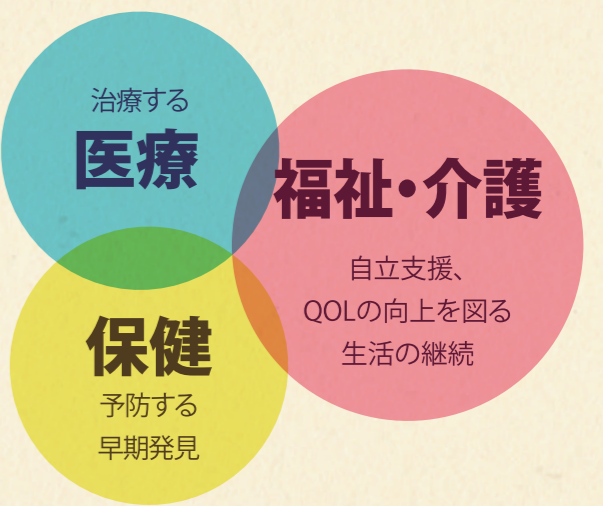 治療する
医療
福祉・介護
自立支援、
QOLの向上を図る
生活の継続
保健
予防する
早期発見